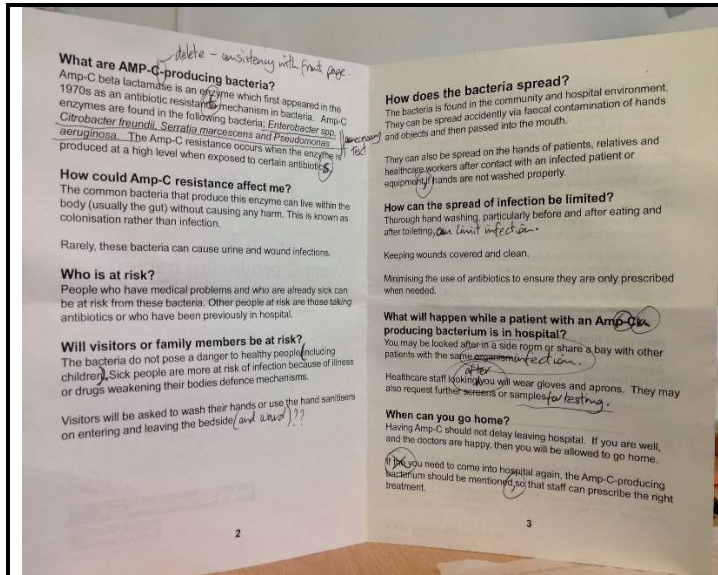 delete - consistency with front page.
What are AMP-C-producing bacteria?
Amp-C beta lactamase is an enzyme which first appeared in the
1970s as an antibiotic resistant mechanism in bacteria. Amp-C
enzymes are found in the following bacteria; Enterobacter spp,
Citrobacter freundii, Serratia marcescens and Pseudomonas
aeruginosa. The Amp-C resistance occurs when the enzyme is
unnecessary
Text
produced at a high level when exposed to certain antibiotics
How could Amp-C resistance affect me?
The common bacteria that produce this enzyme can live within the
body (usually the gut) without causing any harm. This is known as
colonisation rather than infection.
Rarely, these bacteria can cause urine and wound infections.
Who is at risk?
People who have medical problems and who are already sick can
be at risk from these bacteria. Other people at risk are those taking
antibiotics or who have been previously in hospital.
Will visitors or family members be at risk?
The bacteria do not pose a danger to healthy people (including
children). Sick people are more at risk of infection because of illness
or drugs weakening their bodies defence mechanisms.
Visitors will be asked to wash their hands or use the hand sanitisers
on entering and leaving the bedside (and ward)??
2
How does the bacteria spread?
The bacteria is found in the community and hospital environment.
They can be spread accidently via faecal contamination of hands
and objects and then passed into the mouth.
They can also be spread on the hands of patients, relatives and
healthcare workers after contact with an infected patient or
equipment, if hands are not washed properly.
How can the spread of infection be limited?
Thorough hand washing, particularly before and after eating and
after toileting, can limit infection.
Keeping wounds covered and clean.
Minimising the use of antibiotics to ensure they are only prescribed
when needed.
What will happen while a patient with an Amp-C
producing bacterium is in hospital?
You may be looked after in a side room or share a bay with other
patients with the same organism infection.
after
Healthcare staff looking you will wear gloves and aprons. They may
also request further screens or samples for testing.
When can you go home?
Having Amp-C should not delay leaving hospital. If you are well,
and the doctors are happy, then you will be allowed to go home.
If you need to come into hospital again, the Amp-C-producing
bacterium should be mentioned, so that staff can prescribe the right
treatment.
3